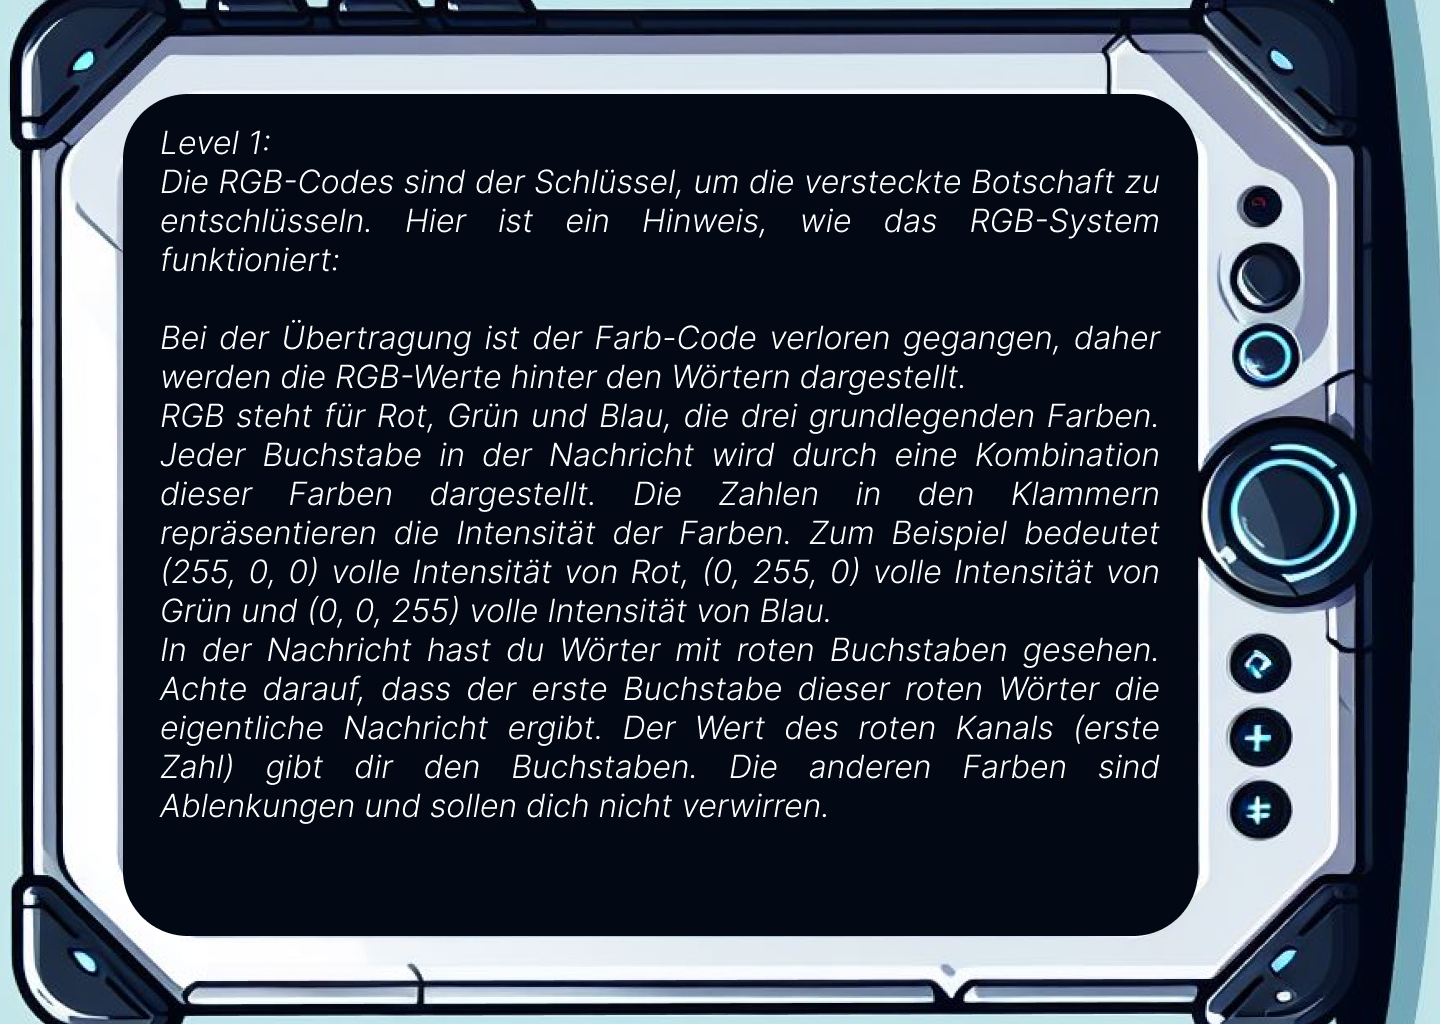 Level 1:
Die RGB-Codes sind der Schlüssel, um die versteckte Botschaft zu
entschlüsseln. Hier ist ein Hinweis, wie das RGB-System
funktioniert:
Bei der Übertragung ist der Farb-Code verloren gegangen, daher
werden die RGB-Werte hinter den Wörtern dargestellt.
RGB steht für Rot, Grün und Blau, die drei grundlegenden Farben.
Jeder Buchstabe in der Nachricht wird durch eine Kombination
dieser Farben dargestellt. Die Zahlen in den Klammern
repräsentieren die Intensität der Farben. Zum Beispiel bedeutet
(255, 0, 0) volle Intensität von Rot, (0, 255, 0) volle Intensität von
Grün und (0, 0, 255) volle Intensität von Blau.
In der Nachricht hast du Wörter mit roten Buchstaben gesehen.
Achte darauf, dass der erste Buchstabe dieser roten Wörter die
eigentliche Nachricht ergibt. Der Wert des roten Kanals (erste
Zahl) gibt dir den Buchstaben. Die anderen Farben sind
Ablenkungen und sollen dich nicht verwirren.